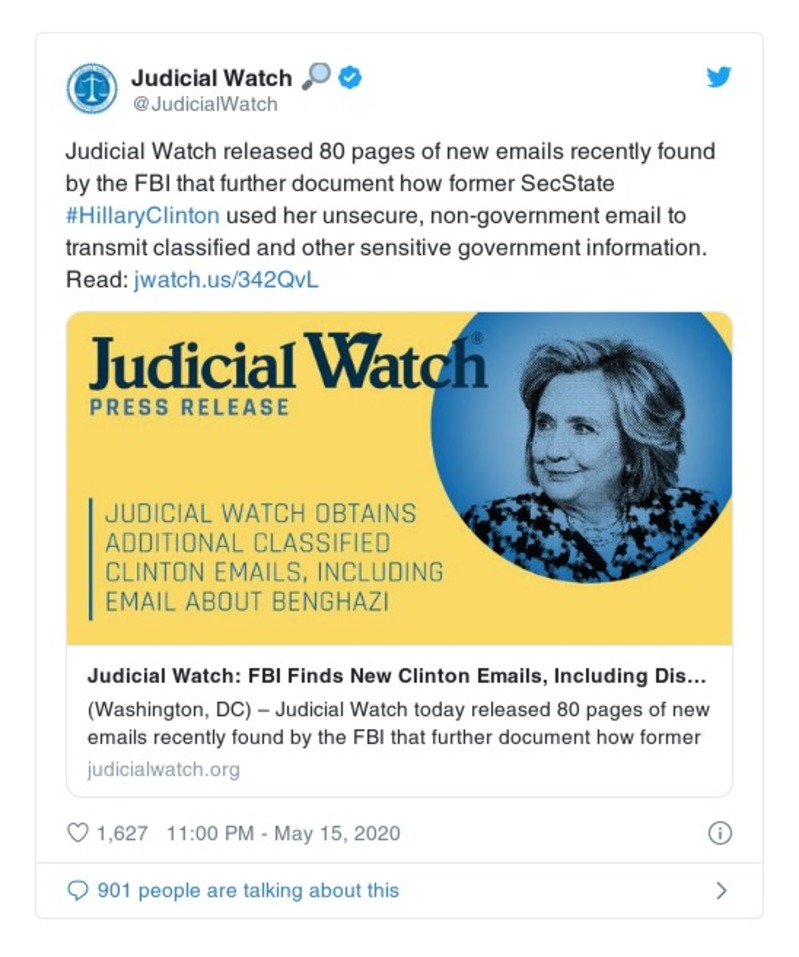 Judicial Watch
@JudicialWatch
Judicial Watch released 80 pages of new emails recently found
by the FBI that further document how former SecState
#HillaryClinton used her unsecure, non-government email to
transmit classified and other sensitive government information.
Read: jwatch.us/342QvL
Judicial Watch®
PRESS RELEASE
JUDICIAL WATCH OBTAINS
ADDITIONAL CLASSIFIED
CLINTON EMAILS, INCLUDING
EMAIL ABOUT BENGHAZI
Judicial Watch: FBI Finds New Clinton Emails, Including Dis...
(Washington, DC) – Judicial Watch today released 80 pages of new
emails recently found by the FBI that further document how former
judicialwatch.org
1,627 11:00 PM - May 15, 2020
901 people are talking about this